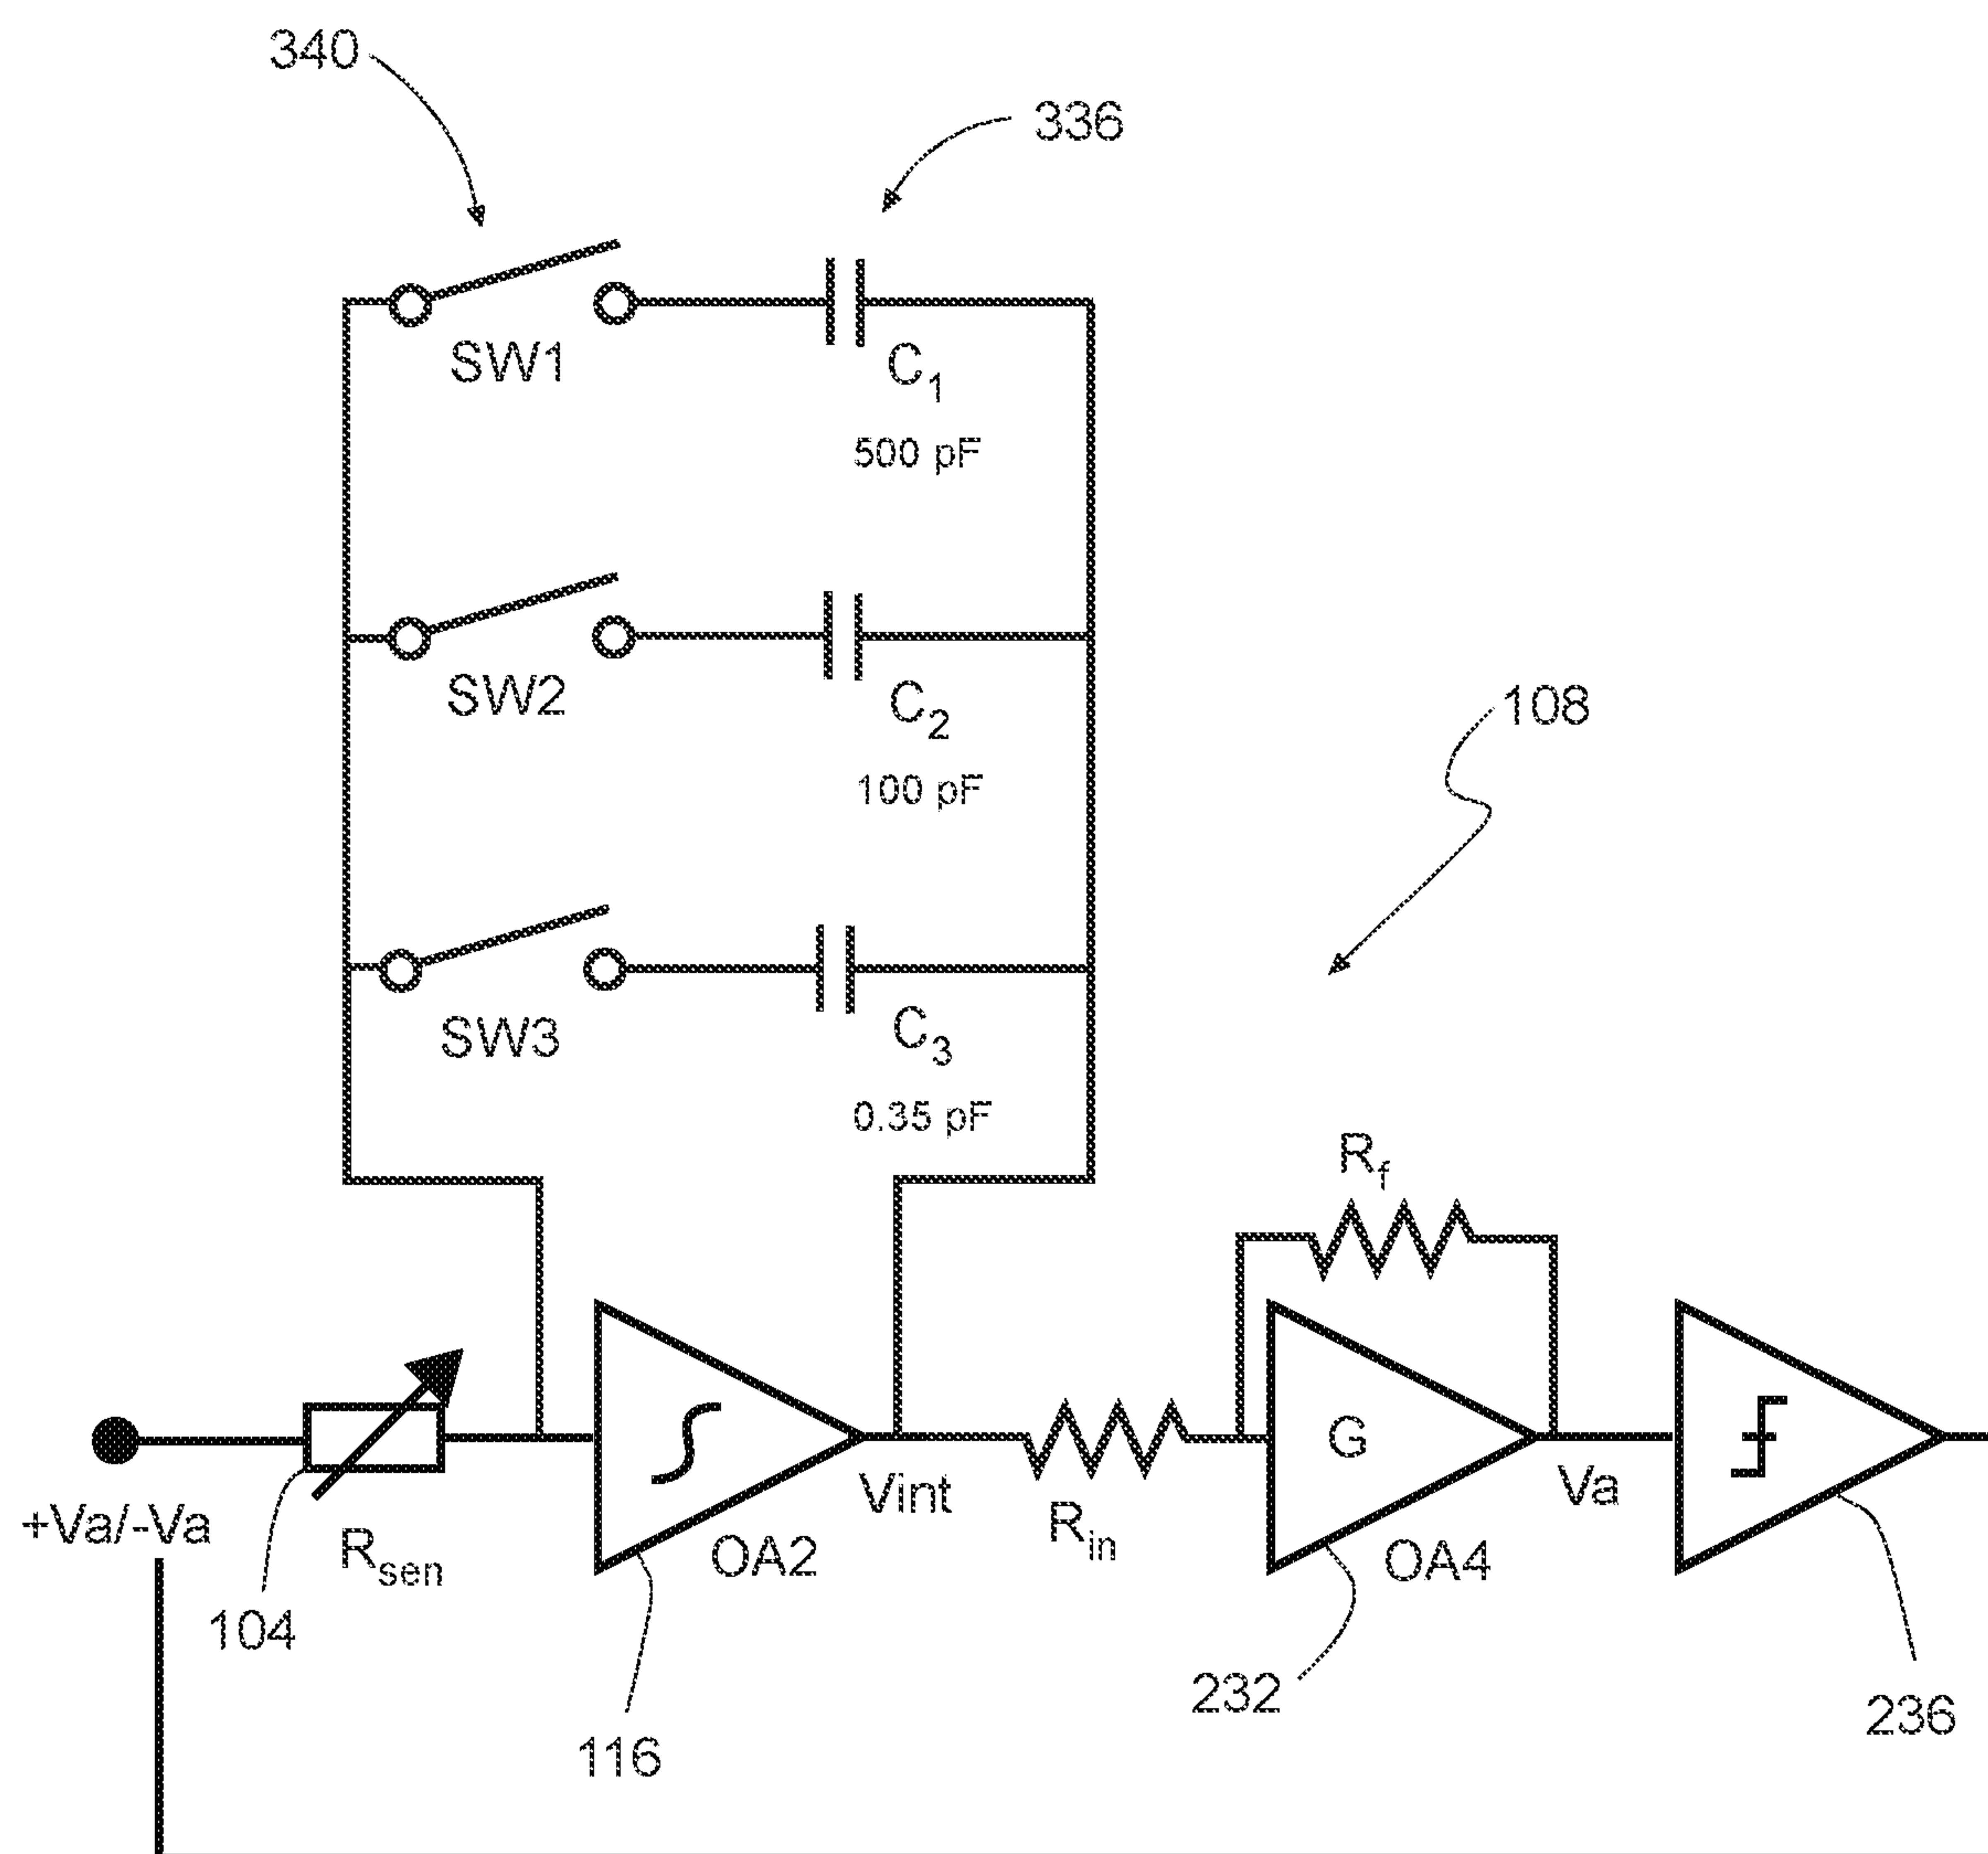 340
336
SW1
C1
500 pF
SW2
C2
100 pF
108
SW3
C3
0.35 pF
Rf
G
+Va/-Va
Rsen
OA2
Vint
Rin
OA4
Va
104
116
232
236